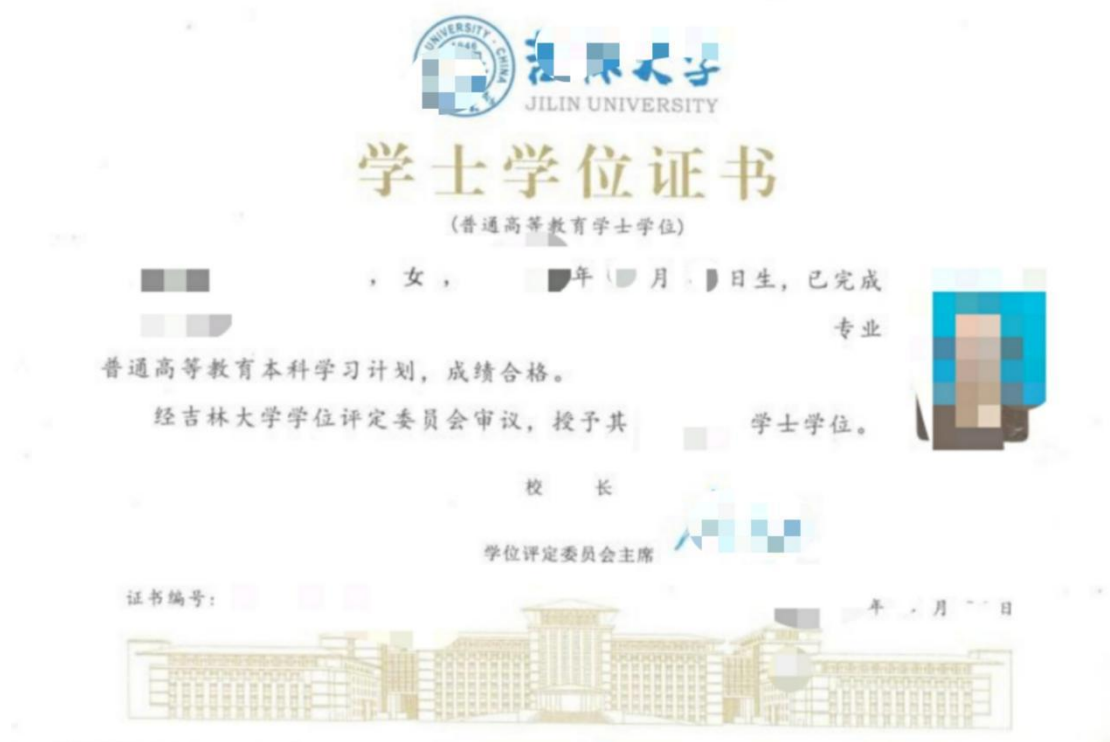 UNIVERSITY · CHINA
大学
JILIN UNIVERSITY
学士学位证书
(普通高等教育学士学位)
，女， 年 月 日生，已完成
专业
普通高等教育本科学习计划，成绩合格。
经吉林大学学位评定委员会审议，授予其 学士学位。
校 长
学位评定委员会主席
证书编号：
年 月 日